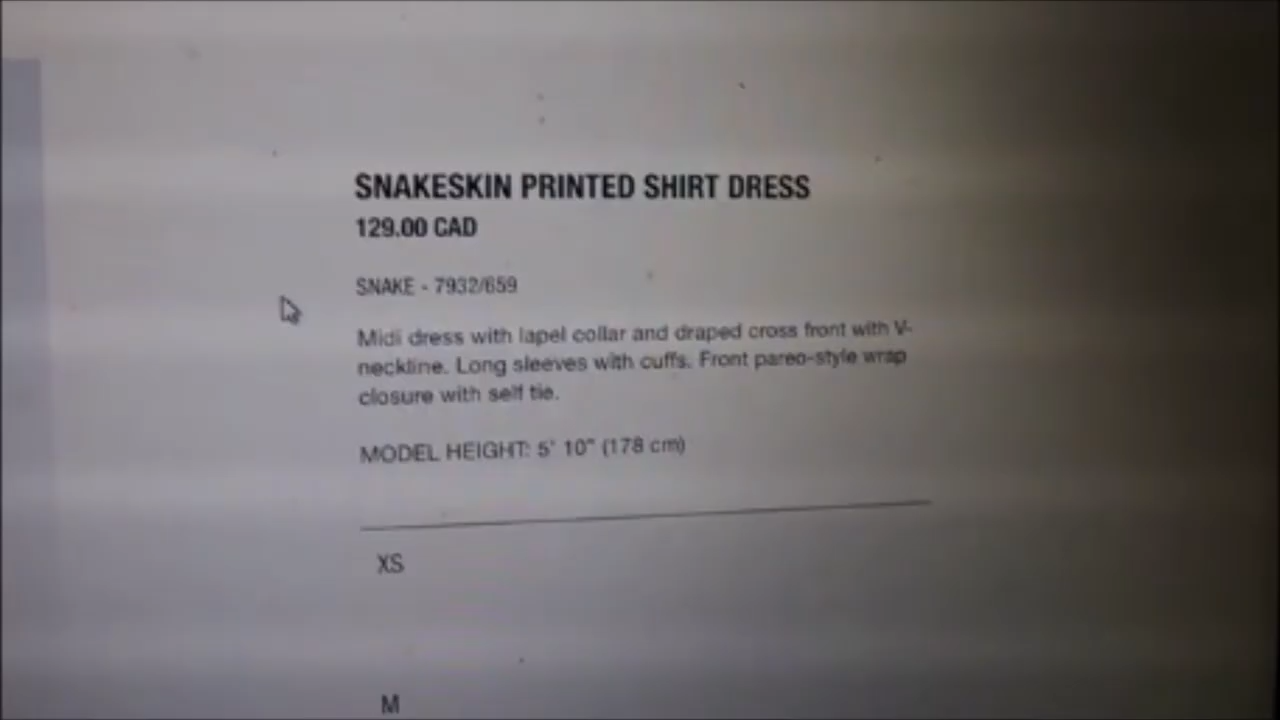 SNAKESKIN PRINTED SHIRT DRESS
129.00 CAD
SNAKE - 7932/659
Midi dress with lapel collar and draped cross front with V-
neckline. Long sleeves with cuffs. Front pareo-style wrap
closure with self tie.
MODEL HEIGHT: 5' 10" (178 cm)
XS
M